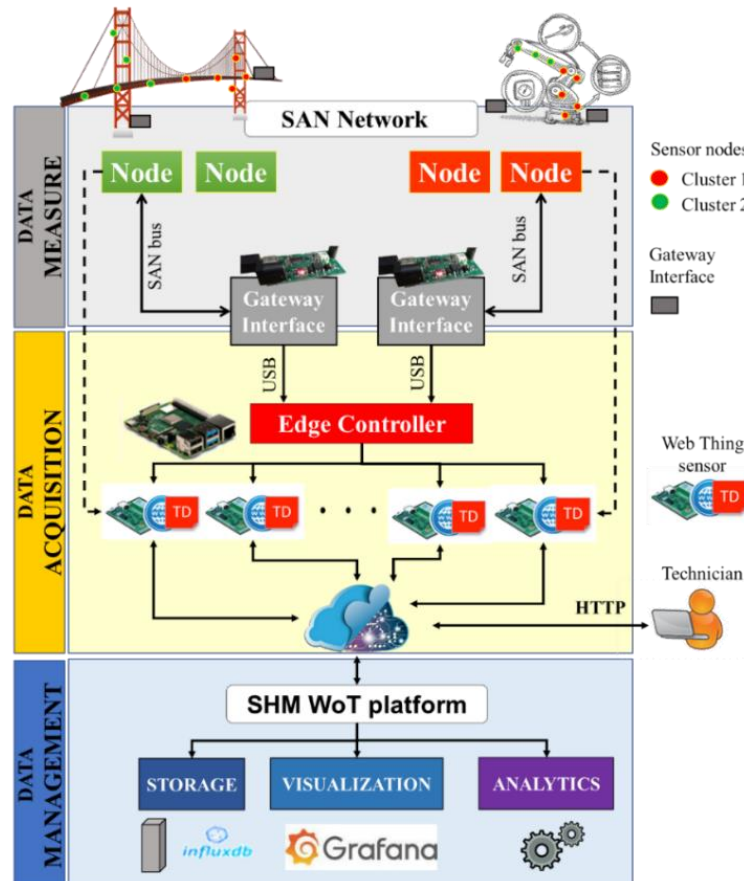 SAN Network
Node
Node
Node
Node
Sensor nodes
Cluster 1
Cluster 2
DATA
MEASURE
SAN bus
SAN bus
Gateway
Interface
Gateway
Interface
Gateway
Interface
USB
USB
Edge Controller
DATA
ACQUISITION
TD
TD
. . .
TD
TD
Web Thing
sensor
TD
Technician
HTTP
DATA
MANAGEMENT
SHM WoT platform
STORAGE
VISUALIZATION
ANALYTICS
influxdb
Grafana